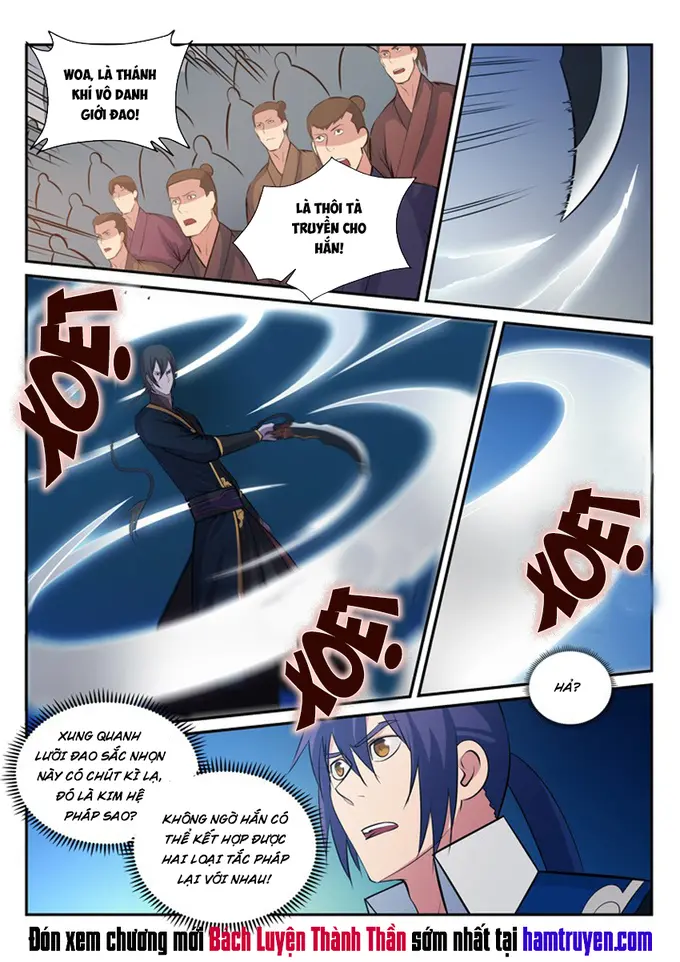 WOA, LÀ THÁNH
KHÍ VÔ DANH
GIỚI ĐAO!
LÀ THÔI TÀ
TRUYỀN CHO
HẮN!
XOẸT
XOẸT
XOẸT
HẢ?
XUNG QUANH
LƯỠI ĐAO SẮC NHỌN
NÀY CÓ CHÚT KÌ LẠ,
ĐÓ LÀ KIM HỆ
PHÁP SAO?
KHÔNG NGỜ HẮN CÓ
THỂ KẾT HỢP ĐƯỢC
HAI LOẠI TẮC PHÁP
LẠI VỚI NHAU!
Đón xem chương mới Bách Luyện Thành Thần sớm nhất tại hamtruyen.com